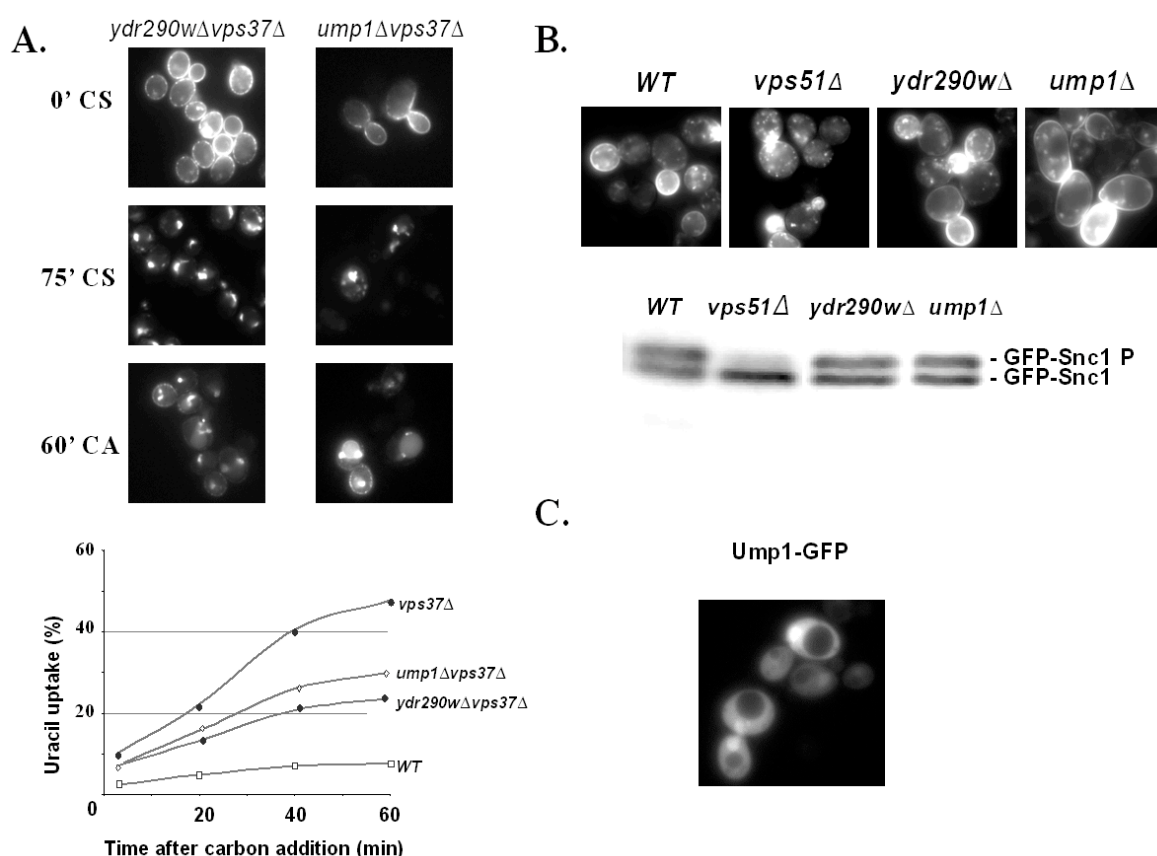 A.
ydr290wΔvps37Δ ump1Δvps37Δ
0’ CS
75’ CS
60’ CA
60
40
20
0
20 40 60
Uracil uptake (%)
Time after carbon addition (min)
vps37Δ
ump1Δvps37Δ
ydr290wΔvps37Δ
WT
B.
WT vps51Δ ydr290wΔ ump1Δ
WT vps51Δ ydr290wΔ ump1Δ
- GFP-Snc1 P
- GFP-Snc1
C.
Ump1-GFP